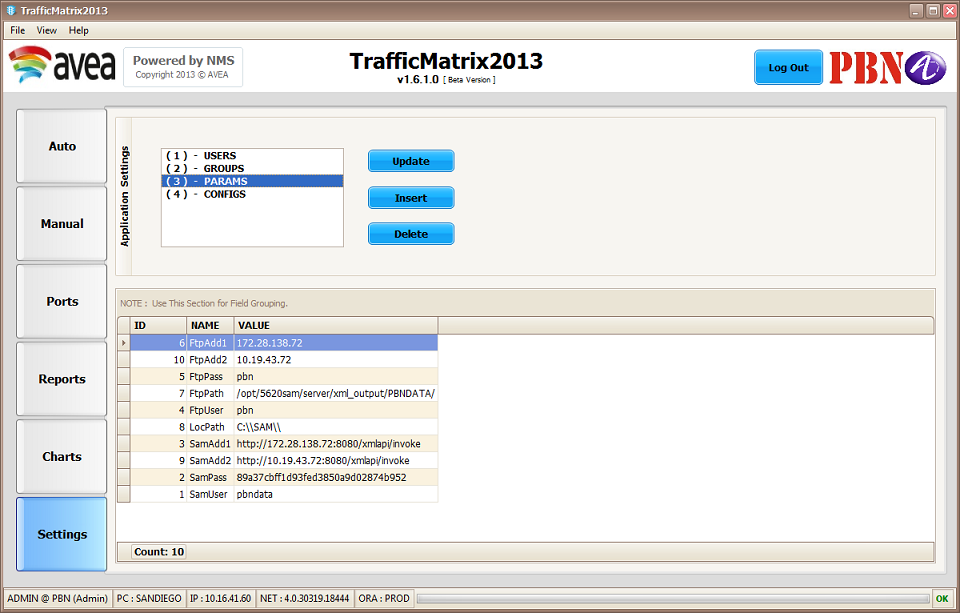 TrafficMatrix2013
File View Help
avea
Powered by NMS
Copyright 2013 © AVEA
TrafficMatrix2013
v1.6.1.0 [ Beta Version ]
Log Out
PBN
Auto
Manual
Ports
Reports
Charts
Settings
Application Settings
( 1 ) - USERS
( 2 ) - GROUPS
( 3 ) - PARAMS
( 4 ) - CONFIGS
Update
Insert
Delete
NOTE : Use This Section for Field Grouping.
ID NAME VALUE
6 FtpAdd1 172.28.138.72
10 FtpAdd2 10.19.43.72
5 FtpPass pbn
7 FtpPath /opt/5620sam/server/xml_output/PBNDATA/
4 FtpUser pbn
8 LocPath C:\\SAM\\
3 SamAdd1 http://172.28.138.72:8080/xmlapi/invoke
9 SamAdd2 http://10.19.43.72:8080/xmlapi/invoke
2 SamPass 89a37cbff1d93fed3850a9d02874b952
1 SamUser pbndata
Count: 10
ADMIN @ PBN (Admin) PC : SANDIEGO IP : 10.16.41.60 NET : 4.0.30319.18444 ORA : PROD OK